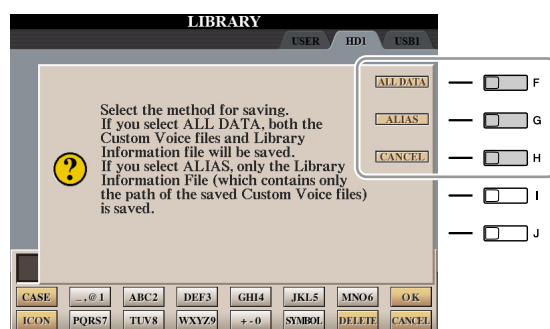 LIBRARY
USER HD1 USB1
ALL DATA F
ALIAS G
CANCEL H
I
J
Select the method for saving.
If you select ALL DATA, both the
Custom Voice files and Library
Information file will be saved.
If you select ALIAS, only the Library
Information File (which contains only
the path of the saved Custom Voice files)
is saved.
?
CASE _.@1 ABC2 DEF3 GHI4 JKL5 MNO6 OK
ICON PQRS7 TUV8 WXYZ9 +-0 SYMBOL DELETE CANCEL